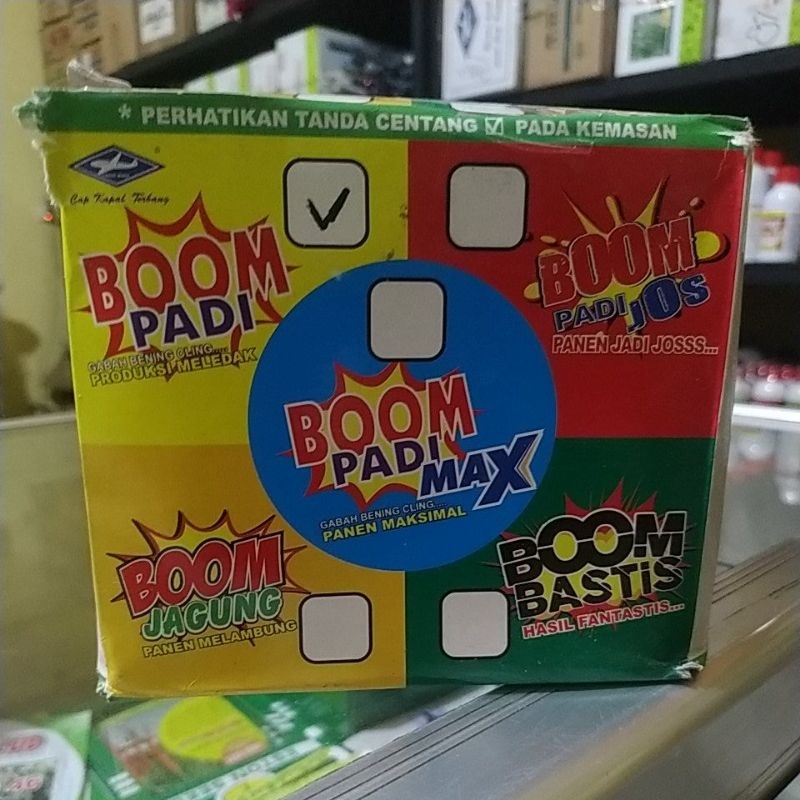 * PERHATIKAN TANDA CENTANG ☑ PADA KEMASAN
Cap Kapal Terbang
BOOM
PADI
GABAH BENING CLING.....
PRODUKSI MELEDAK
BOOM
PADI JOS
PANEN JADI JOSSS...
BOOM
PADI MAX
GABAH BENING CLING....
PANEN MAKSIMAL
BOOM
JAGUNG
PANEN MELAMBUNG
BOOM
BASTIS
HASIL FANTASTIS...